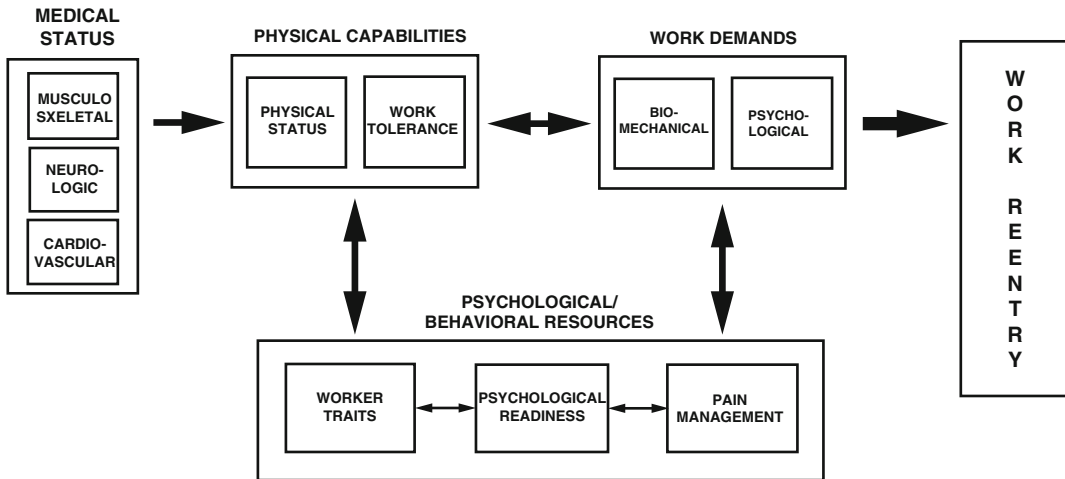 MEDICAL
STATUS
MUSCULO
SXELETAL
NEURO-
LOGIC
CARDIO-
VASCULAR
PHYSICAL CAPABILITIES
PHYSICAL
STATUS
WORK
TOLERANCE
WORK DEMANDS
BIO-
MECHANICAL
PSYCHO-
LOGICAL
PSYCHOLOGICAL/
BEHAVIORAL RESOURCES
WORKER
TRAITS
PSYCHOLOGICAL
READINESS
PAIN
MANAGEMENT
W
O
R
K
R
E
E
N
T
R
Y